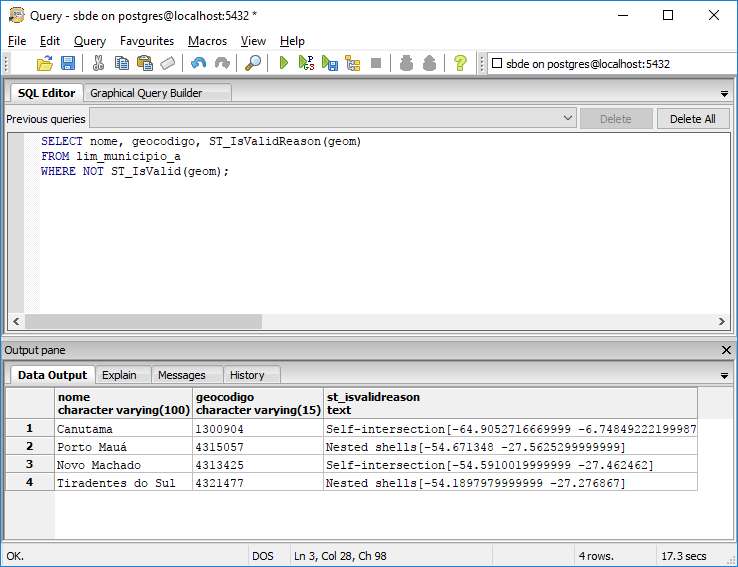 Query - sbde on postgres@localhost:5432 *
File Edit Query Favourites Macros View Help
sbde on postgres@localhost:5432
SQL Editor Graphical Query Builder
Previous queries Delete Delete All
SELECT nome, geocodigo, ST_IsValidReason(geom)
FROM lim_municipio_a
WHERE NOT ST_IsValid(geom);
Output pane
Data Output Explain Messages History
nome geocodigo st_isvalidreason
character varying(100) character varying(15) text
1 Canutama 1300904 Self-intersection[-64.9052716669999 -6.74849222199987
2 Porto Mauá 4315057 Nested shells[-54.671348 -27.5625299999999]
3 Novo Machado 4313425 Self-intersection[-54.5910019999999 -27.462462]
4 Tiradentes do Sul 4321477 Nested shells[-54.1897979999999 -27.276867]
OK. DOS Ln 3, Col 28, Ch 98 4 rows. 17.3 secs